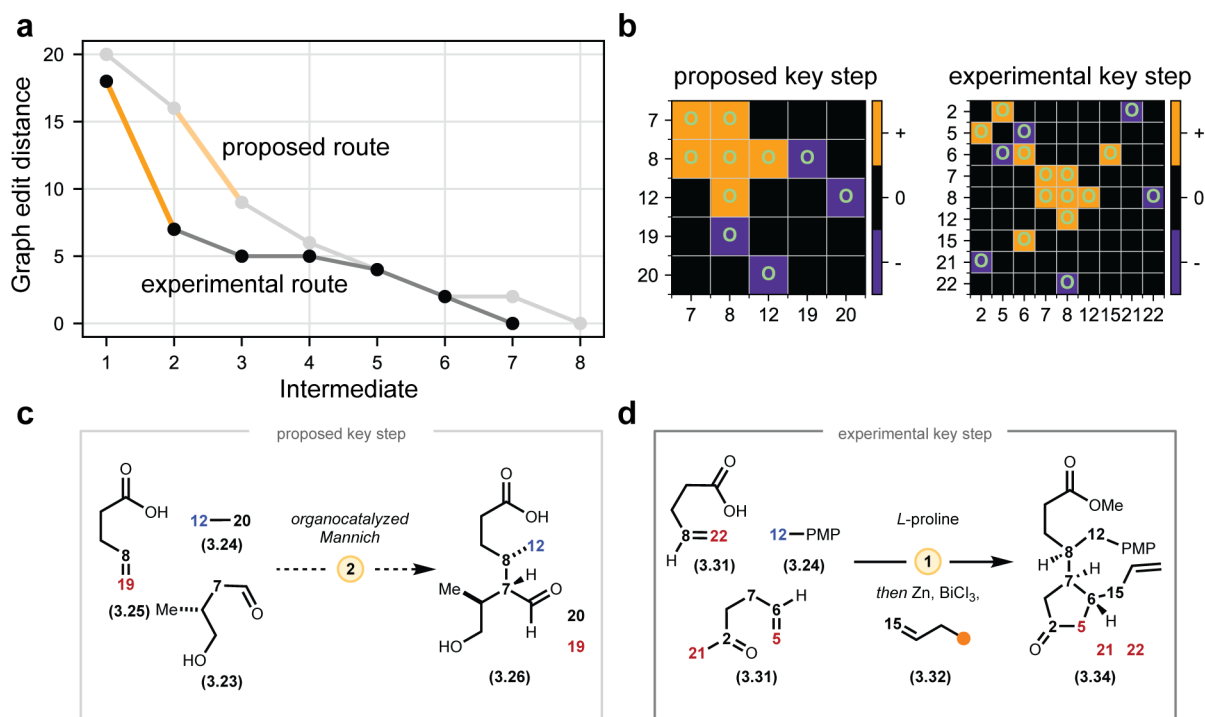 a
20
15
10
5
0
Graph edit distance
proposed route
experimental route
1 2 3 4 5 6 7 8
Intermediate
b
proposed key step
7 O O
8 O O O O
12 O O
19 O
20 O
7 8 12 19 20
+
0
-
experimental key step
2 O O
5 O O
6 O O O
7 O O
8 O O O O
12 O
15 O
21 O
22 O
2 5 6 7 8 12 15 21 22
+
0
-
c
proposed key step
O
OH
8
19
(3.25)
12 20
(3.24)
7
O
Me
HO
(3.23)
organocatalyzed
Mannich
2
O
OH
12
8
H
7
Me
O
HO
H
20
19
(3.26)
d
experimental key step
O
OH
8
22
H
(3.31)
12 PMP
(3.24)
7
H
6
5
2
21
O
(3.31)
L-proline
1
then Zn, BiCl3,
15
(3.32)
O
OMe
12
8
H
PMP
H
7
15
6
H
2
5
O
21 22
(3.34)